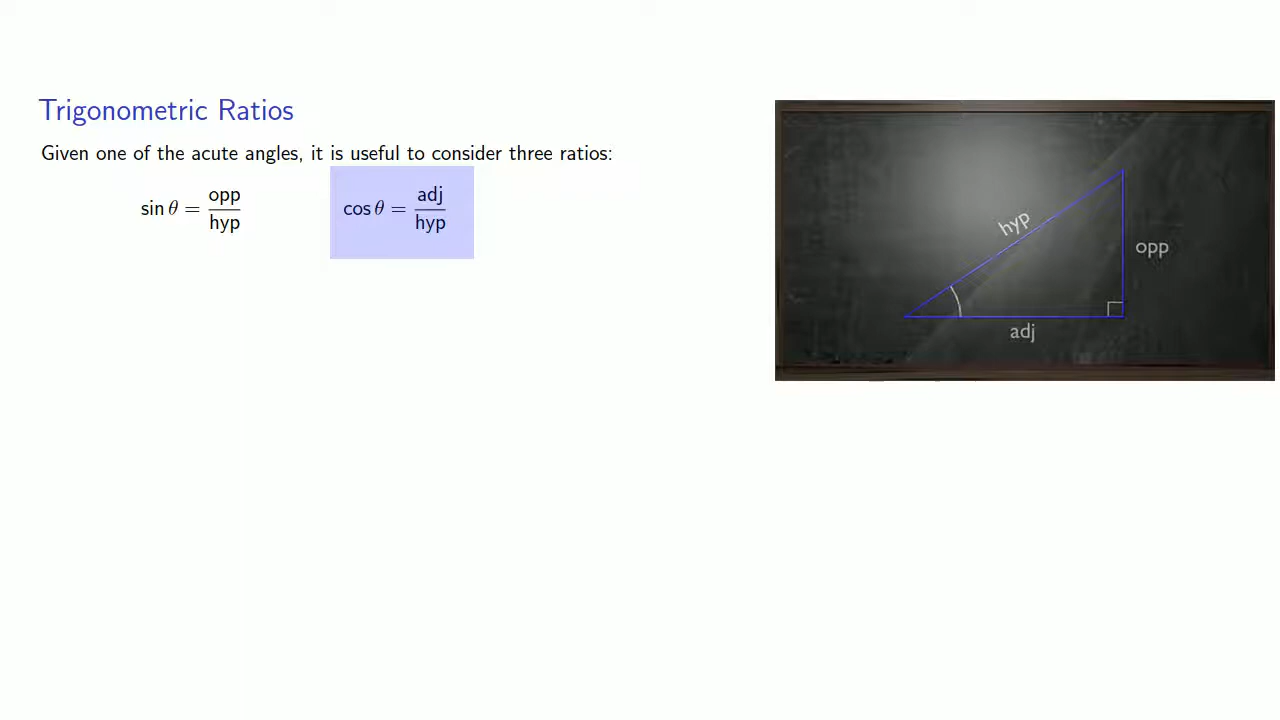 Trigonometric Ratios
Given one of the acute angles, it is useful to consider three ratios:
sin θ = opp/hyp
cos θ = adj/hyp
hyp
opp
adj